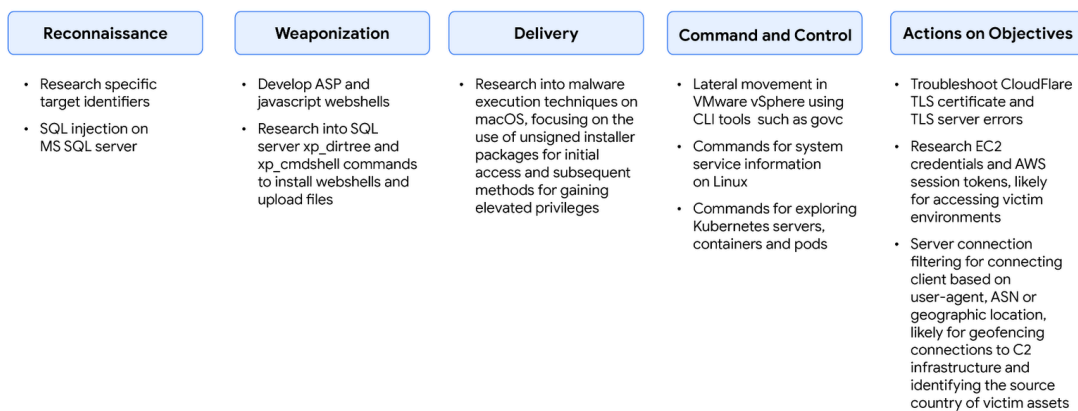 Reconnaissance
• Research specific
target identifiers
• SQL injection on
MS SQL server
Weaponization
• Develop ASP and
javascript webshells
• Research into SQL
server xp_dirtree and
xp_cmdshell commands
to install webshells and
upload files
Delivery
• Research into malware
execution techniques on
macOS, focusing on the
use of unsigned installer
packages for initial
access and subsequent
methods for gaining
elevated privileges
Command and Control
• Lateral movement in
VMware vSphere using
CLI tools such as govc
• Commands for system
service information
on Linux
• Commands for exploring
Kubernetes servers,
containers and pods
Actions on Objectives
• Troubleshoot CloudFlare
TLS certificate and
TLS server errors
• Research EC2
credentials and AWS
session tokens, likely
for accessing victim
environments
• Server connection
filtering for connecting
client based on
user-agent, ASN or
geographic location,
likely for geofencing
connections to C2
infrastructure and
identifying the source
country of victim assets